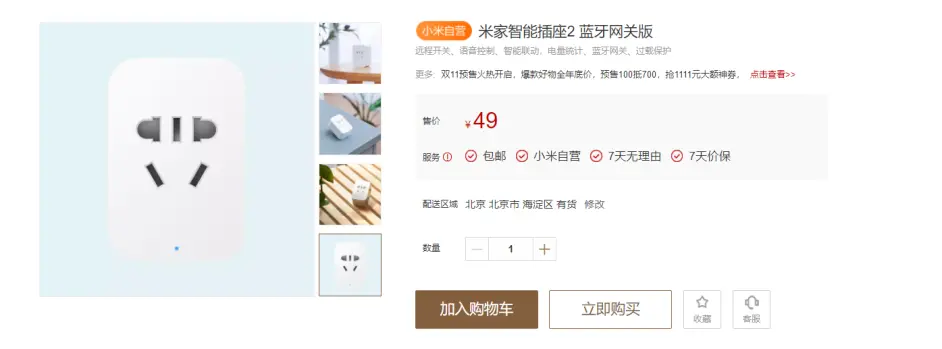 小米自营 米家智能插座2 蓝牙网关版
远程开关、语音控制、智能联动、电量统计、蓝牙网关、过载保护
更多: 双11预售火热开启，爆款好物全年底价，预售100抵700，抢1111元大额神券， 点击查看>>
售价 ¥49
服务 包邮 小米自营 7天无理由 7天价保
配送区域 北京 北京市 海淀区 有货 修改
数量 — 1 +
加入购物车 立即购买 收藏 客服